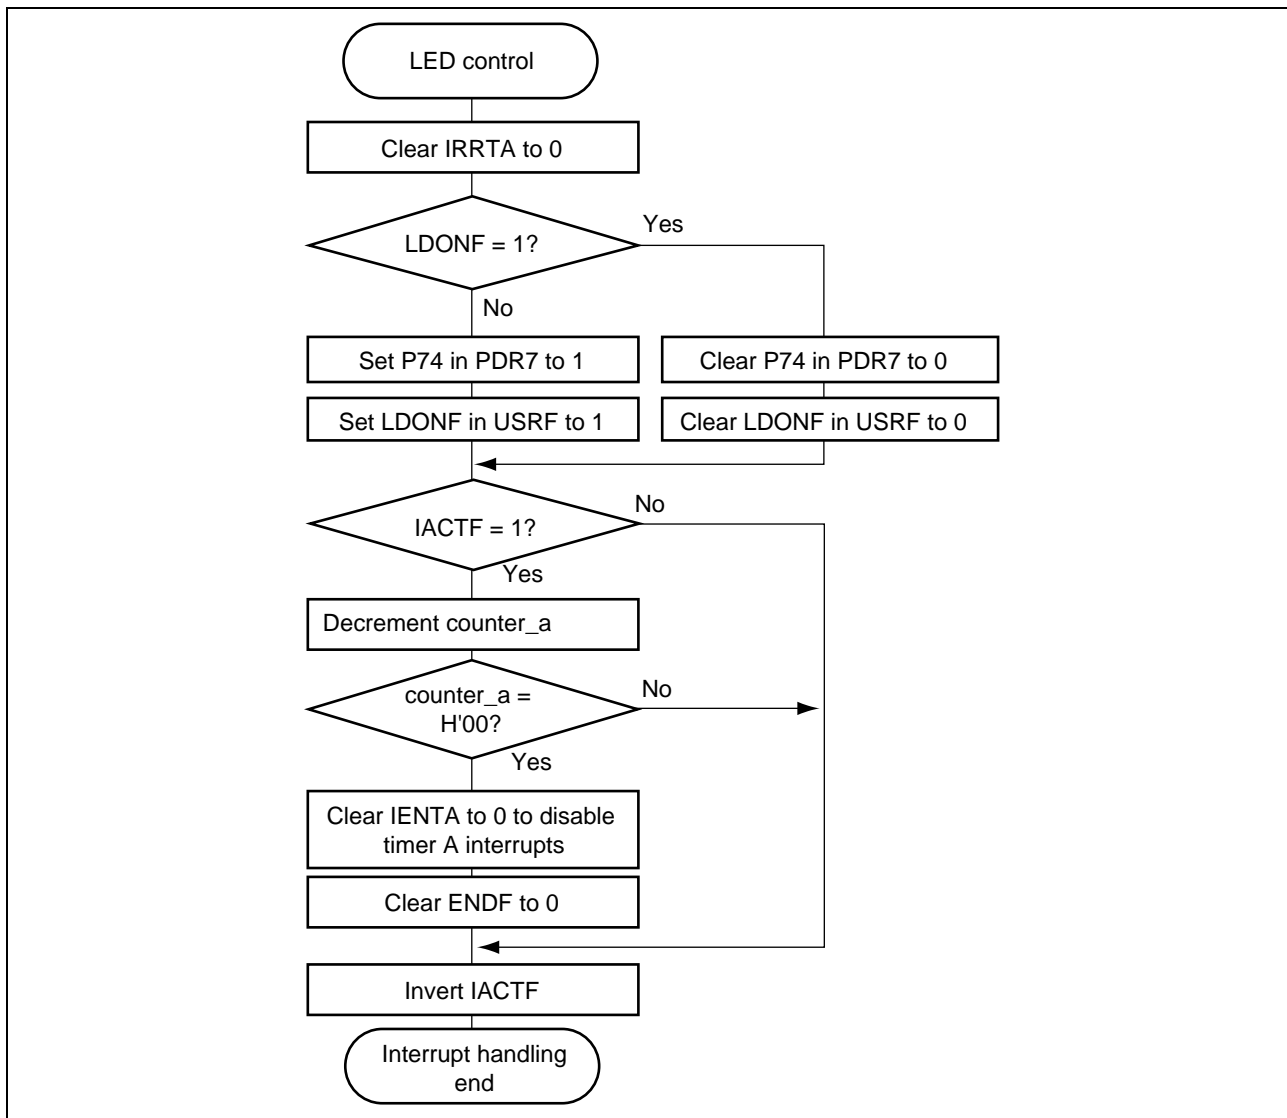 LED control
Clear IRRTA to 0
LDONF = 1?
Yes
No
Set P74 in PDR7 to 1
Clear P74 in PDR7 to 0
Set LDONF in USRF to 1
Clear LDONF in USRF to 0
IACTF = 1?
No
Yes
Decrement counter_a
counter_a =
H'00?
No
Yes
Clear IENTA to 0 to disable
timer A interrupts
Clear ENDF to 0
Invert IACTF
Interrupt handling
end